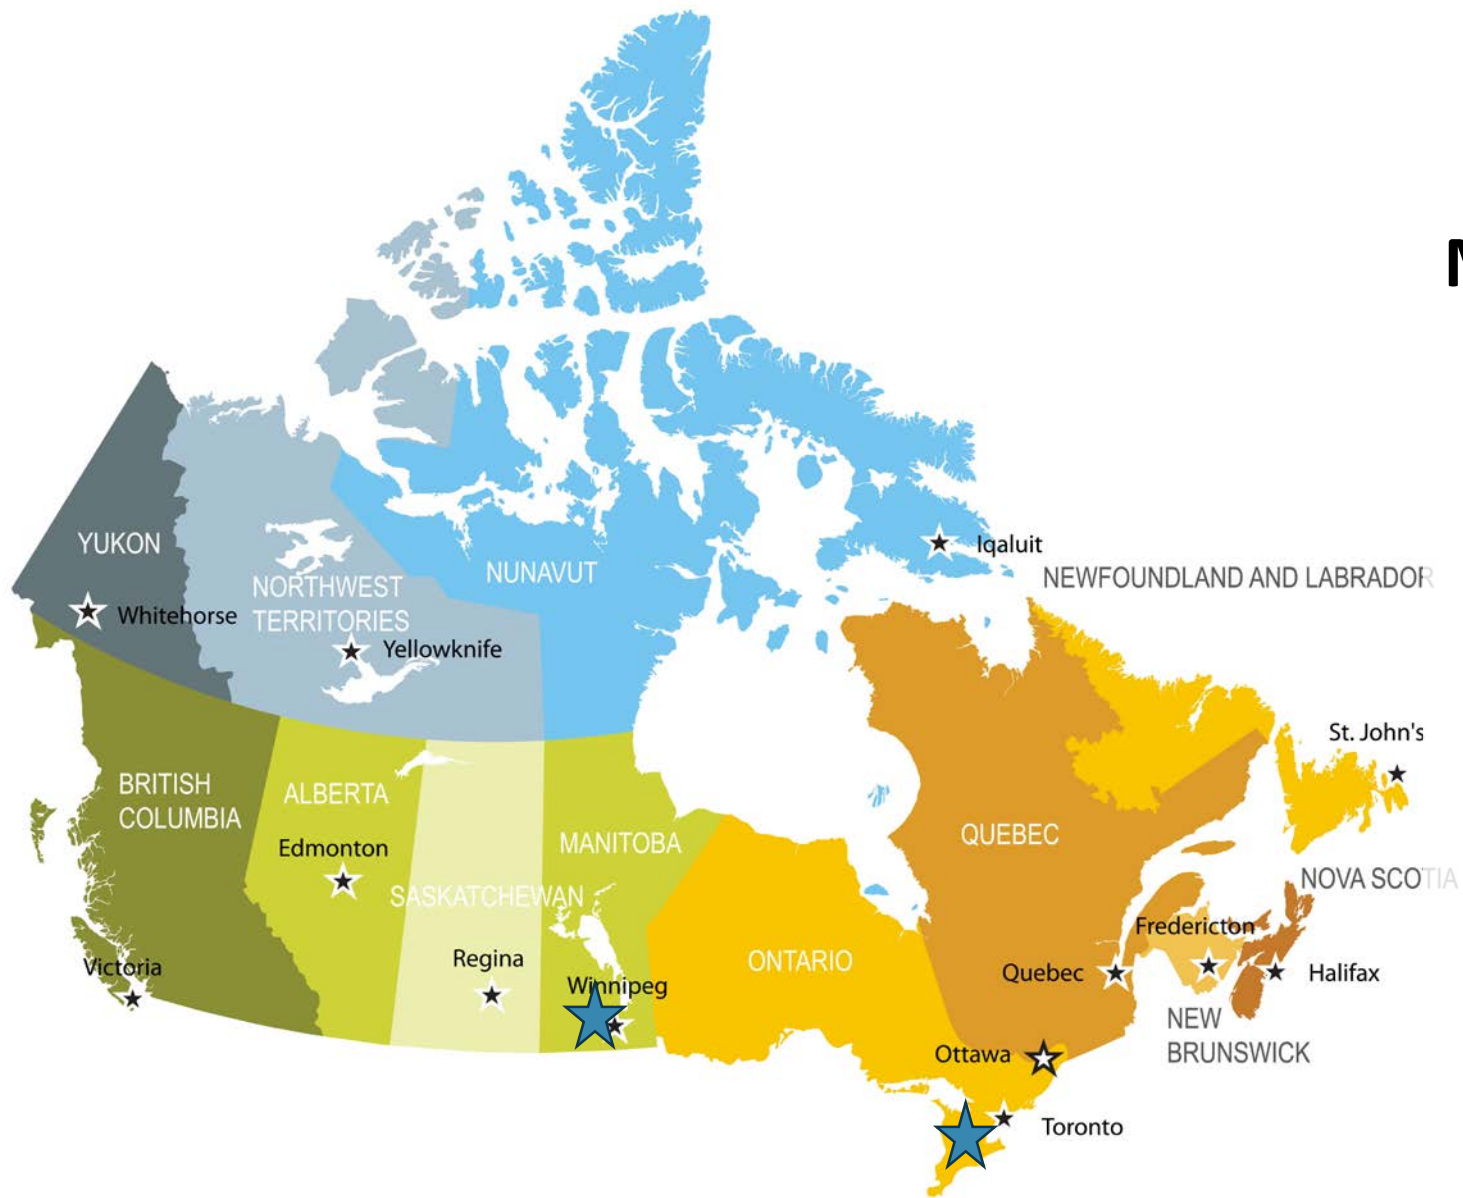 YUKON
Whitehorse
NORTHWEST
TERRITORIES
Yellowknife
NUNAVUT
Iqaluit
NEWFOUNDLAND AND LABRADOR
BRITISH
COLUMBIA
Victoria
ALBERTA
Edmonton
SASKATCHEWAN
Regina
MANITOBA
Winnipeg
ONTARIO
Ottawa
Toronto
QUEBEC
Quebec
St. John's
NOVA SCOTIA
Fredericton
Halifax
NEW
BRUNSWICK